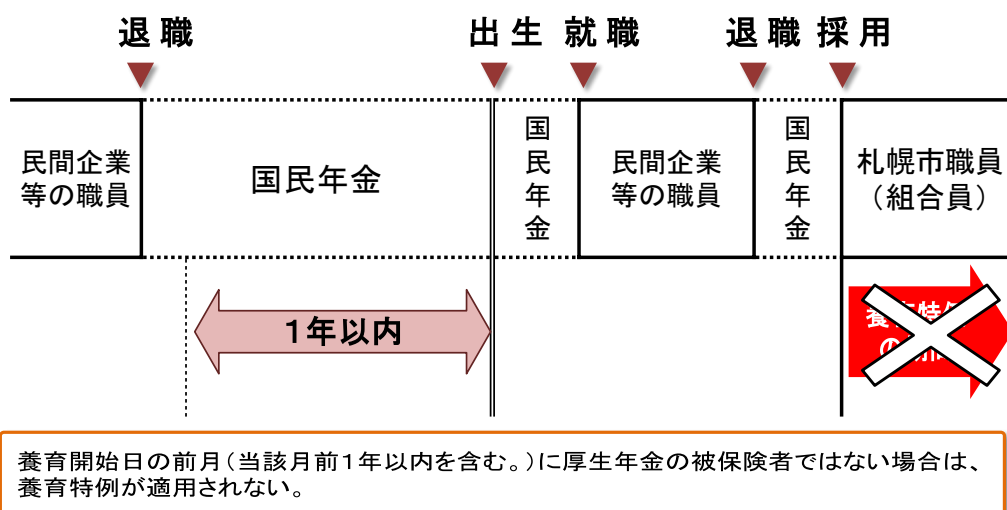 退職
出生
就職
退職
採用
民間企業
等の職員
国民年金
国民年金
民間企業
等の職員
国民年金
札幌市職員
（組合員）
1年以内
養育特
の
養育開始日の前月（当該月前１年以内を含む。）に厚生年金の被保険者ではない場合は、
養育特例が適用されない。